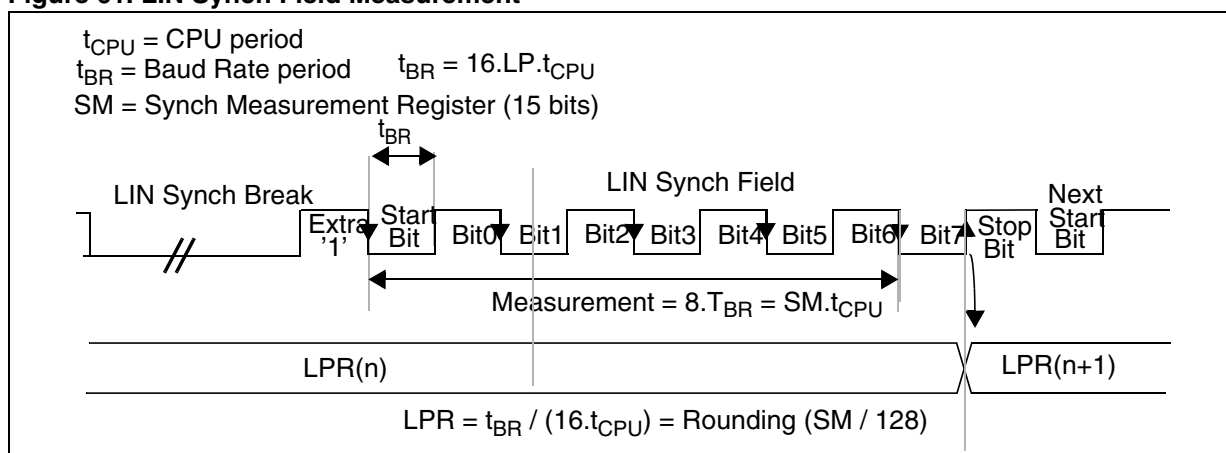 Figure 61. LIN Synch Field Measurement
tCPU = CPU period
tBR = Baud Rate period tBR = 16.LP.tCPU
SM = Synch Measurement Register (15 bits)
tBR
LIN Synch Break
LIN Synch Field
Extra '1'
Start Bit
Bit0
Bit1
Bit2
Bit3
Bit4
Bit5
Bit6
Bit7
Stop Bit
Next Start Bit
Measurement = 8.TBR = SM.tCPU
LPR(n)
LPR(n+1)
LPR = tBR / (16.tCPU) = Rounding (SM / 128)